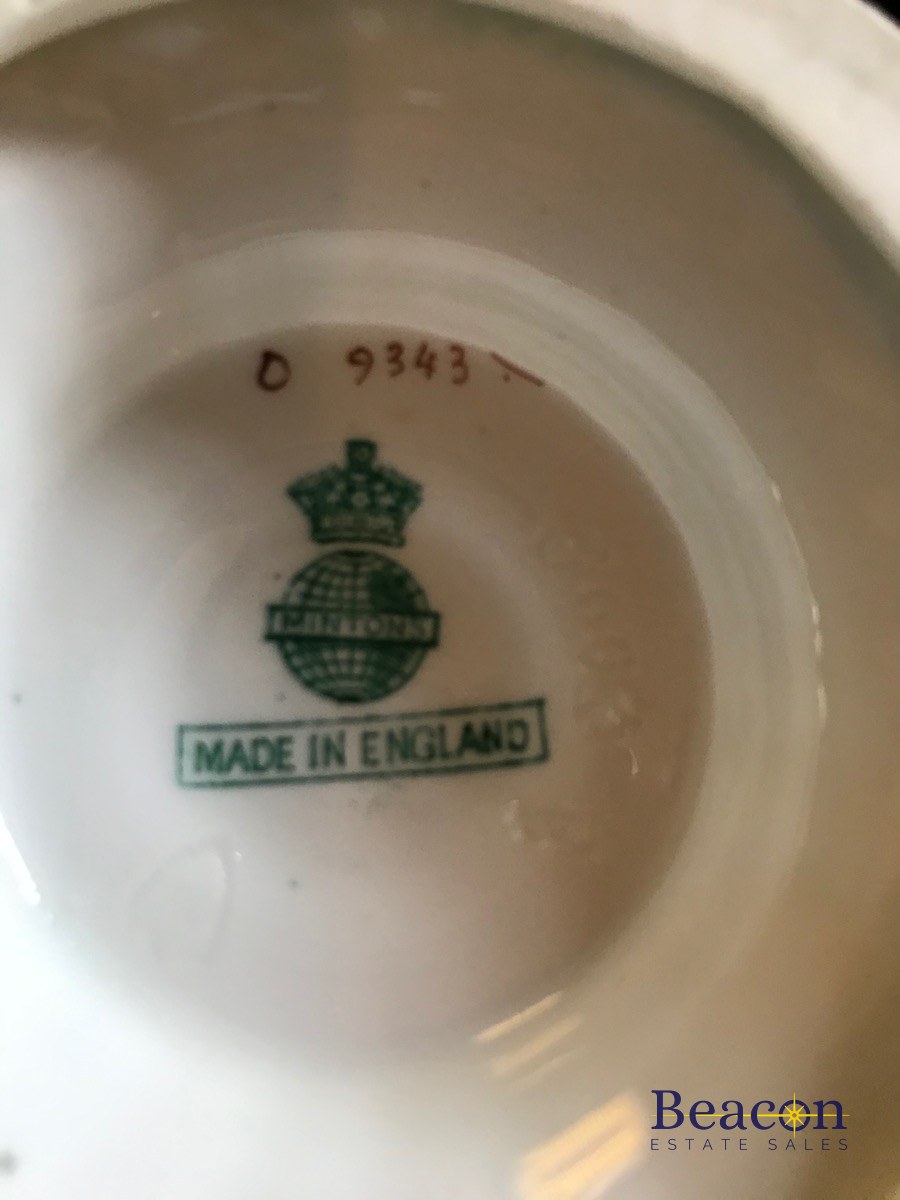 O 9343
MINTONS
MADE IN ENGLAND
Beacon
ESTATE SALES